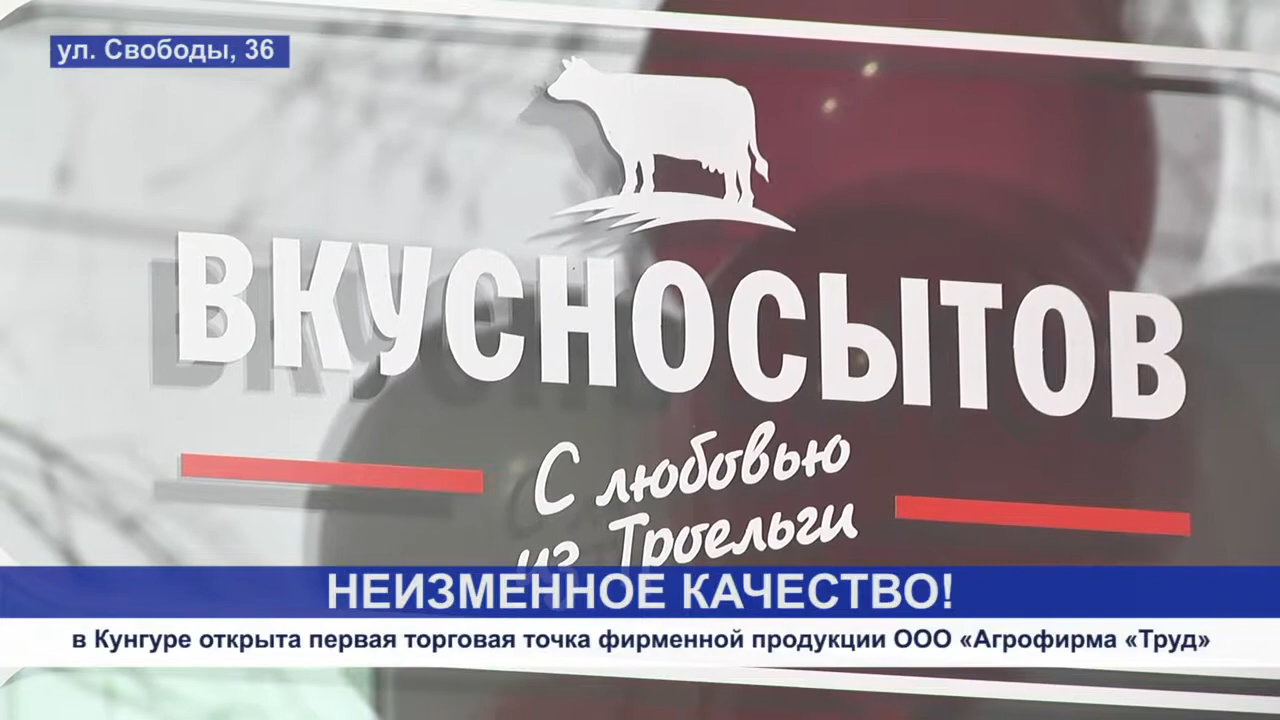 ул. Свободы, 36
ВКУСНОСЫТОВ
С любовью
из Троельги
НЕИЗМЕННОЕ КАЧЕСТВО!
в Кунгуре открыта первая торговая точка фирменной продукции ООО «Агрофирма «Труд»